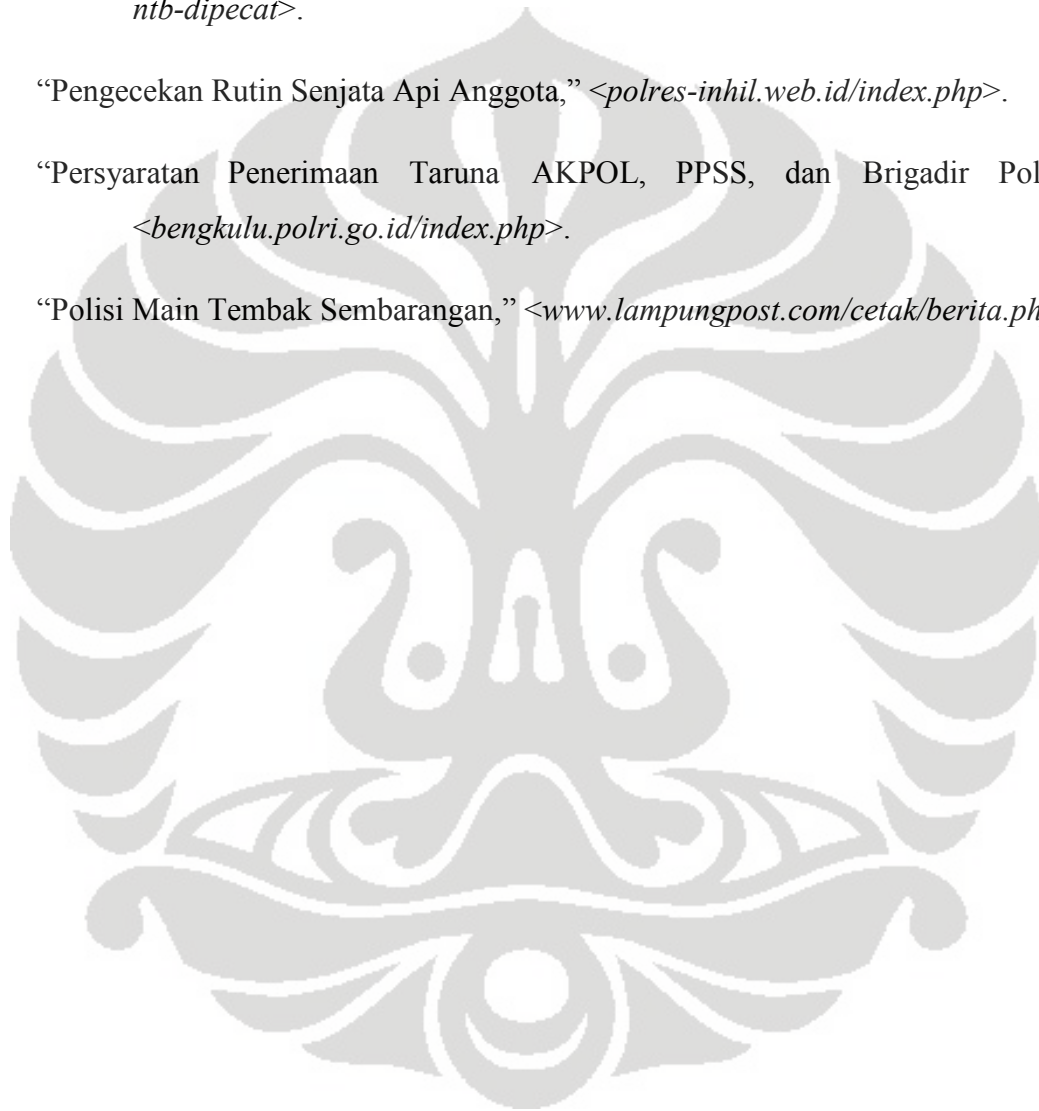 ntb-dipecat>.
“Pengecekan Rutin Senjata Api Anggota,” <polres-inhil.web.id/index.php>.
“Persyaratan Penerimaan Taruna AKPOL, PPSS, dan Brigadir Pol
<bengkulu.polri.go.id/index.php>.
“Polisi Main Tembak Sembarangan,” <www.lampungpost.com/cetak/berita.ph